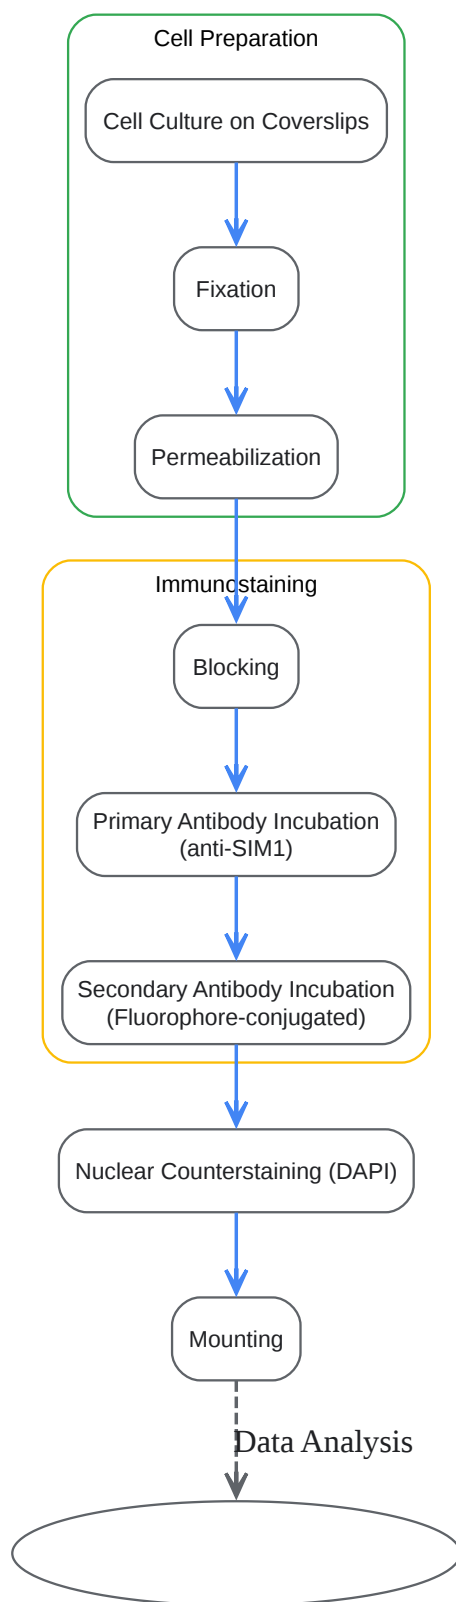 Cell Preparation
Cell Culture on Coverslips
Fixation
Permeabilization
Immunostaining
Blocking
Primary Antibody Incubation
(anti-SIM1)
Secondary Antibody Incubation
(Fluorophore-conjugated)
Nuclear Counterstaining (DAPI)
Mounting
Data Analysis